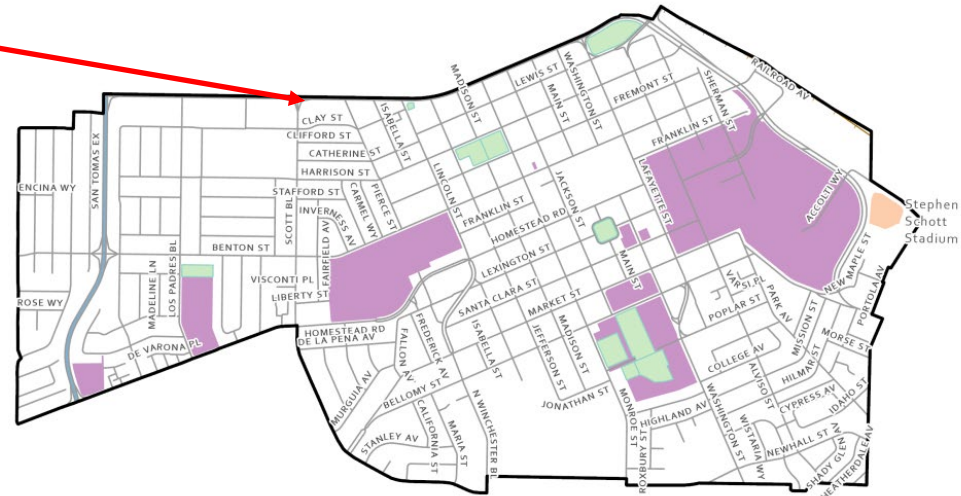 RAILROAD AV
LEWIS ST
WASHINGTON ST
MADISON ST
MAIN ST
FREMONT ST
SHERMAN ST
CLAY ST
ISABELLA ST
CLIFFORD ST
FRANKLIN ST
CATHERINE ST
HARRISON ST
ENCINA WY
SAN TOMAS EX
STAFFORD ST
PIERCE ST
CARMEL WY
LINCOLN ST
FRANKLIN ST
JACKSON ST
LAFAYETTE ST
ACCOLTI WY
SCOTT BL
INVERNESS AV
FAIRFIELD AV
HOMESTEAD RD
Stephen
Schott
Stadium
BENTON ST
LEXINGTON ST
MAIN ST
NEW MAPLE ST
LOS PADRES BL
MADELINE LN
VISCONTI PL
LIBERTY ST
SANTA CLARA ST
MARKET ST
VARSI PL
PARK AV
PORTOLA AV
ROSE WY
POPLAR ST
MISSION ST
HOMESTEAD RD
DE LA PENA AV
FREDERICK AV
FALLON AV
ISABELLA ST
JEFFERSON ST
MADISON ST
MORSE ST
DE VARONA PL
COLLEGE AV
HILMAR ST
ALVISO ST
MURGUIA AV
BELLOMY ST
JONATHAN ST
MONROE ST
HIGHLAND AV
WASHINGTON ST
CYPRESS AV
IDAHO ST
CALIFORNIA ST
MARIA ST
N WINCHESTER BL
STANLEY AV
ROXBURY ST
WISTARIA WY
NEWHALL ST
SHADY GLEN AV
HEATHERDALE AV